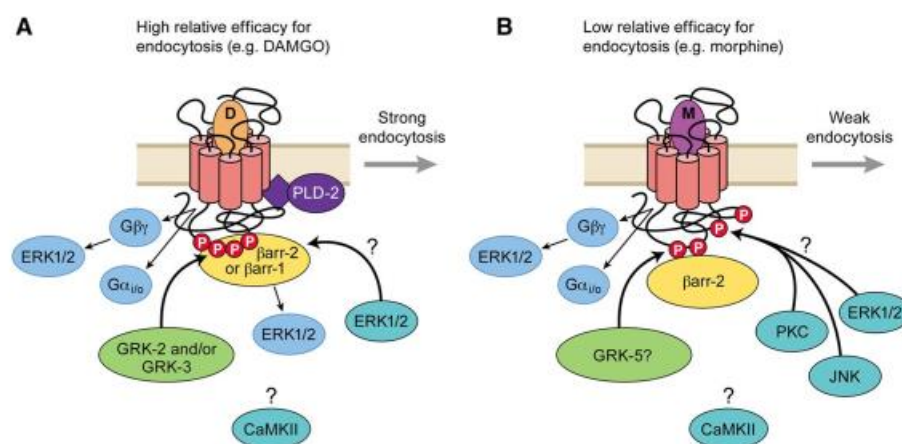 A
High relative efficacy for
endocytosis (e.g. DAMGO)
D
Strong
endocytosis
PLD-2
Gβγ
ERK1/2
Gαi/o
P
P
P
P
βarr-2
or βarr-1
?
ERK1/2
ERK1/2
GRK-2 and/or
GRK-3
?
CaMKII
B
Low relative efficacy for
endocytosis (e.g. morphine)
M
Weak
endocytosis
Gβγ
ERK1/2
Gαi/o
P
P
P
P
βarr-2
?
ERK1/2
PKC
JNK
GRK-5?
?
CaMKII